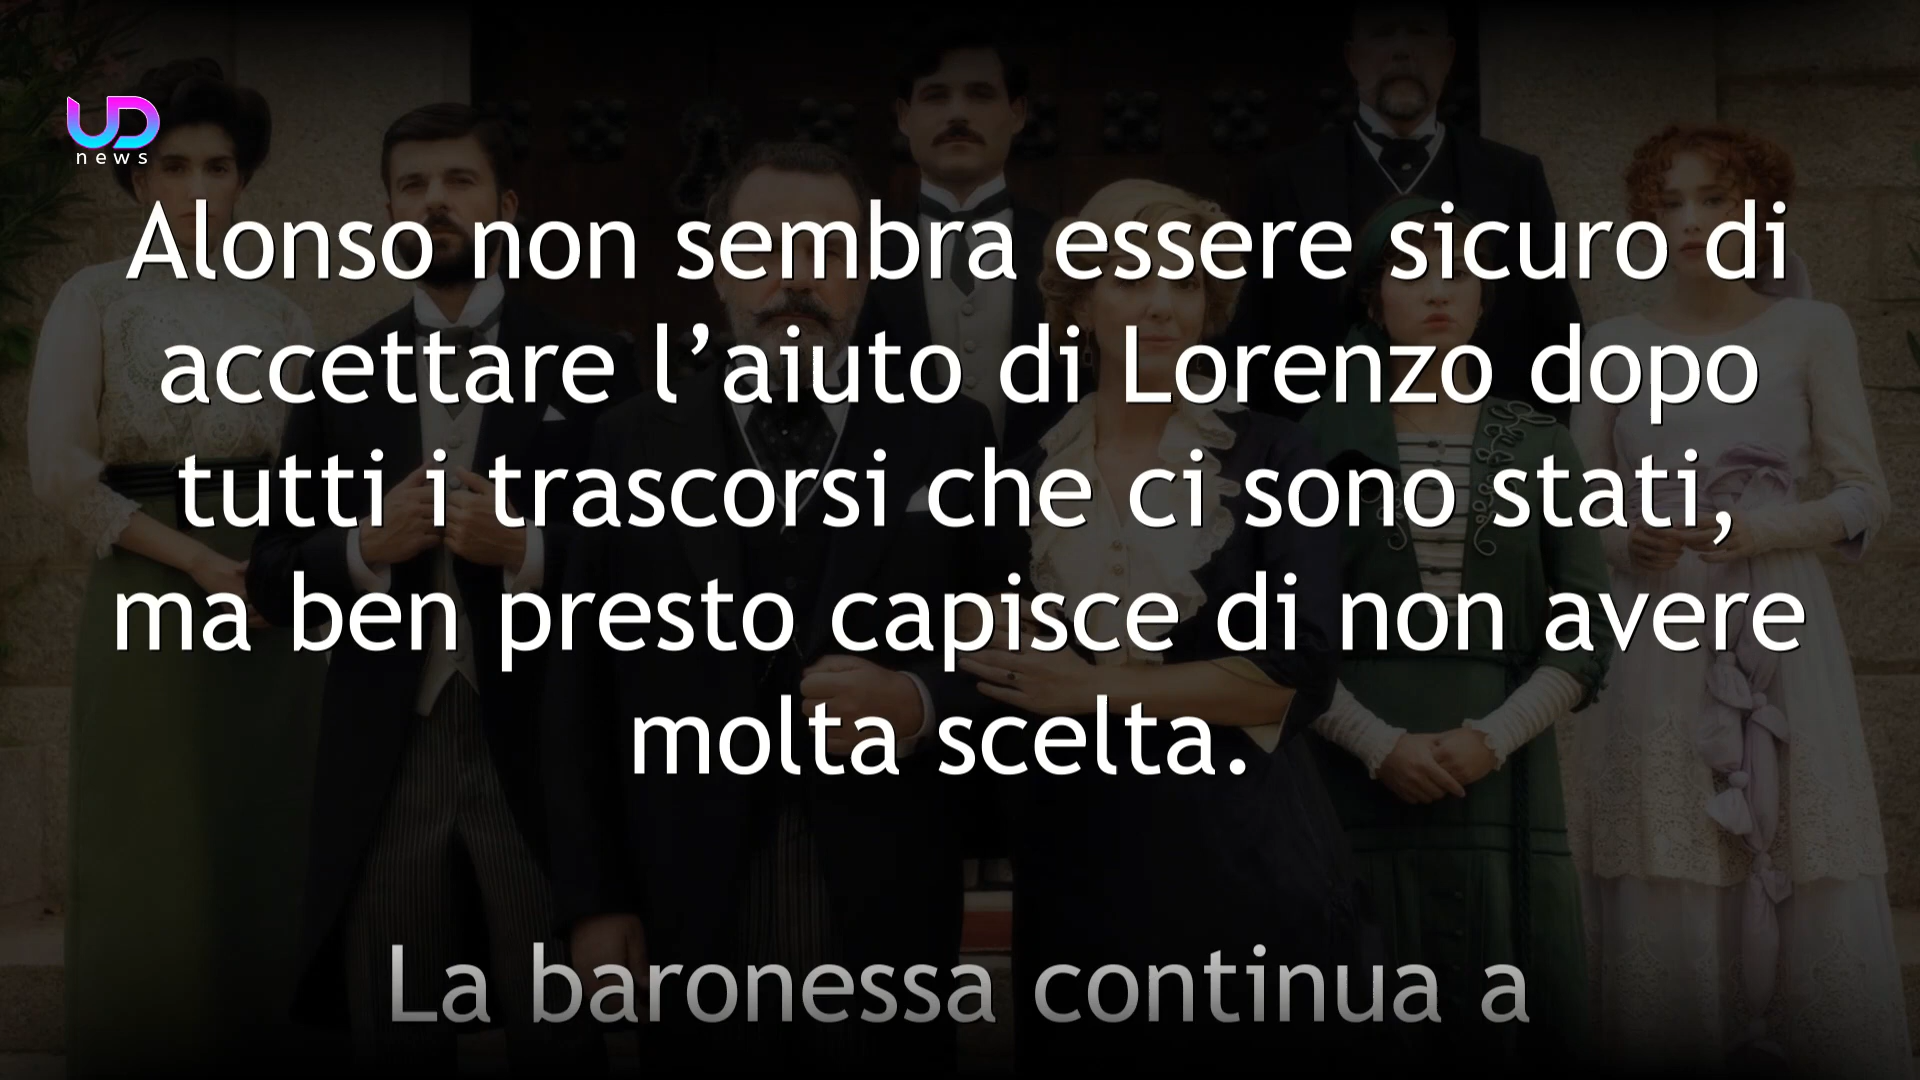 UD
news
Alonso non sembra essere sicuro di
accettare l’aiuto di Lorenzo dopo
tutti i trascorsi che ci sono stati,
ma ben presto capisce di non avere
molta scelta.
La baronessa continua a